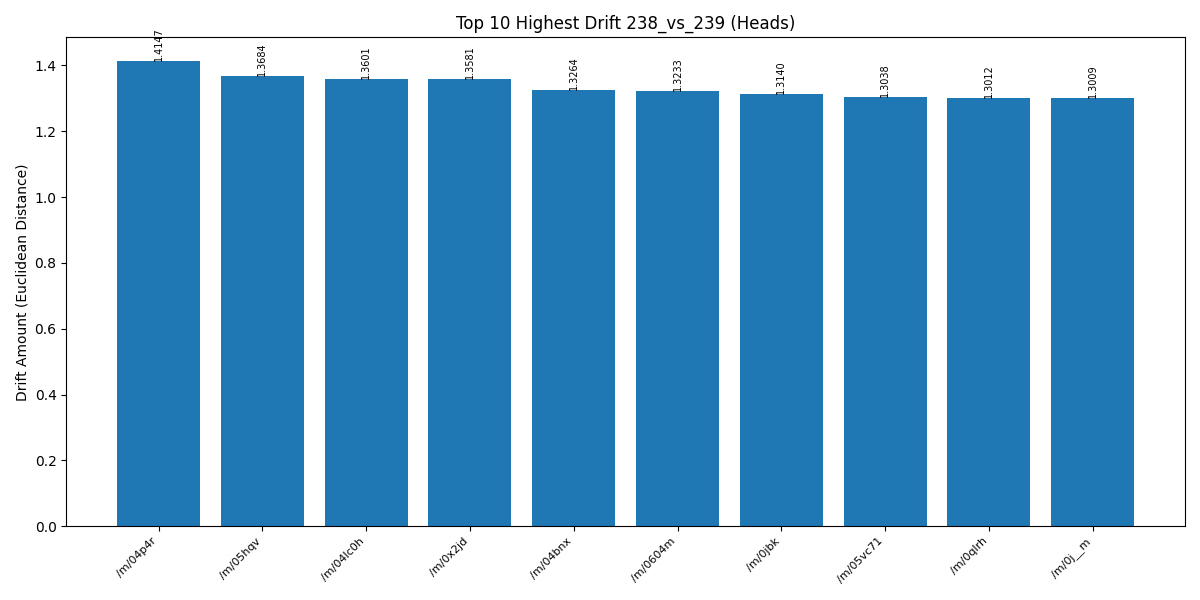 Top 10 Highest Drift 238_vs_239 (Heads)
Drift Amount (Euclidean Distance)
1.4
1.2
1.0
0.8
0.6
0.4
0.2
0.0
1.4147
1.3684
1.3601
1.3581
1.3264
1.3233
1.3140
1.3038
1.3012
1.3009
/m/04p4r
/m/05hqv
/m/04lc0h
/m/0x2jd
/m/04bnx
/m/0604m
/m/0jbk
/m/05vc71
/m/0qlrh
/m/0j__m